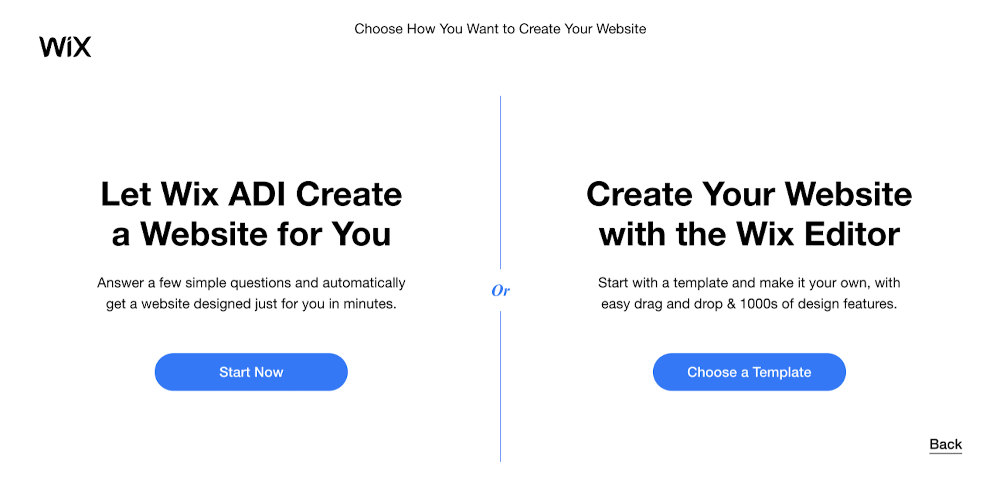 Choose How You Want to Create Your Website
WiX
Let Wix ADI Create
a Website for You
Answer a few simple questions and automatically
get a website designed just for you in minutes.
Start Now
Or
Create Your Website
with the Wix Editor
Start with a template and make it your own, with
easy drag and drop & 1000s of design features.
Choose a Template
Back